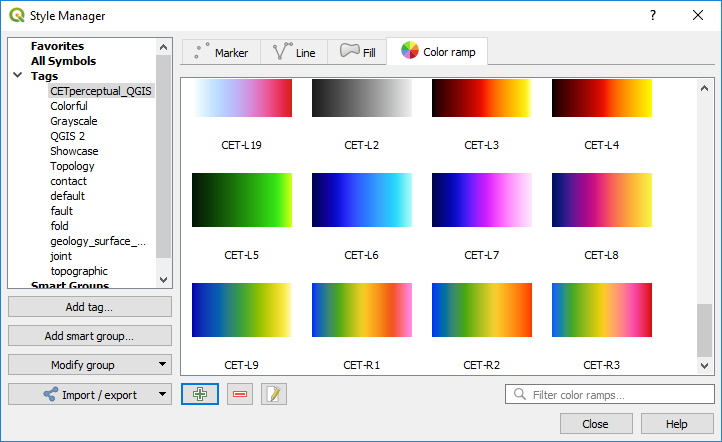 Style Manager
?
Favorites
All Symbols
Tags
CETperceptual_QGIS
Colorful
Grayscale
QGIS 2
Showcase
Topology
contact
default
fault
fold
geology_surface_...
joint
topographic
Smart Groups
Add tag...
Add smart group...
Modify group
Import / export
Marker
Line
Fill
Color ramp
CET-L19
CET-L2
CET-L3
CET-L4
CET-L5
CET-L6
CET-L7
CET-L8
CET-L9
CET-R1
CET-R2
CET-R3
Filter color ramps...
Close
Help